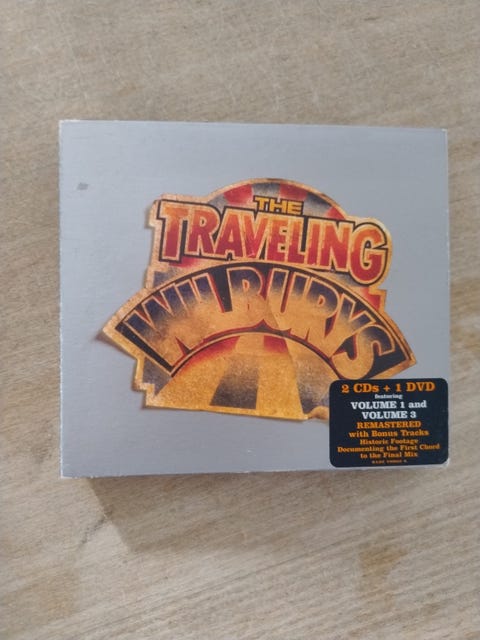 THE
TRAVELING
WILBURYS
2 CDs + 1 DVD
featuring
VOLUME 1 and
VOLUME 3
REMASTERED
with Bonus Tracks
Historic Footage
Documenting the First Chord
to the Final Mix